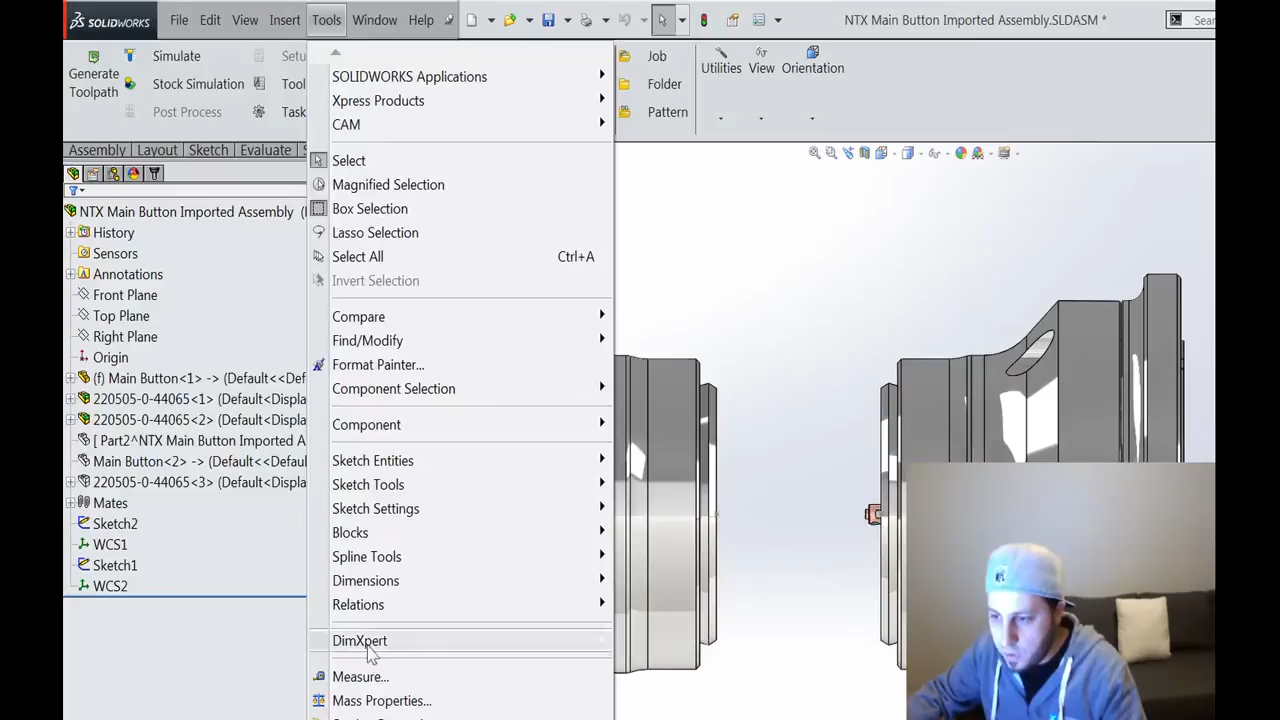 SOLIDWORKS File Edit View Insert Tools Window Help NTX Main Button Imported Assembly.SLDASM * Sear
Generate Toolpath
Simulate
Stock Simulation
Post Process
Setu
Tool
Task
Job
Folder
Pattern
Utilities View Orientation
Assembly Layout Sketch Evaluate S
NTX Main Button Imported Assembly (
History
Sensors
Annotations
Front Plane
Top Plane
Right Plane
Origin
(f) Main Button<1> -> (Default<<Def
220505-0-44065<1> (Default<Displa
220505-0-44065<2> (Default<Displa
[ Part2^NTX Main Button Imported A
Main Button<2> -> (Default<<Defaul
220505-0-44065<3> (Default<Displa
Mates
Sketch2
WCS1
Sketch1
WCS2
SOLIDWORKS Applications
Xpress Products
CAM
Select
Magnified Selection
Box Selection
Lasso Selection
Select All Ctrl+A
Invert Selection
Compare
Find/Modify
Format Painter...
Component Selection
Component
Sketch Entities
Sketch Tools
Sketch Settings
Blocks
Spline Tools
Dimensions
Relations
DimXpert
Measure...
Mass Properties...